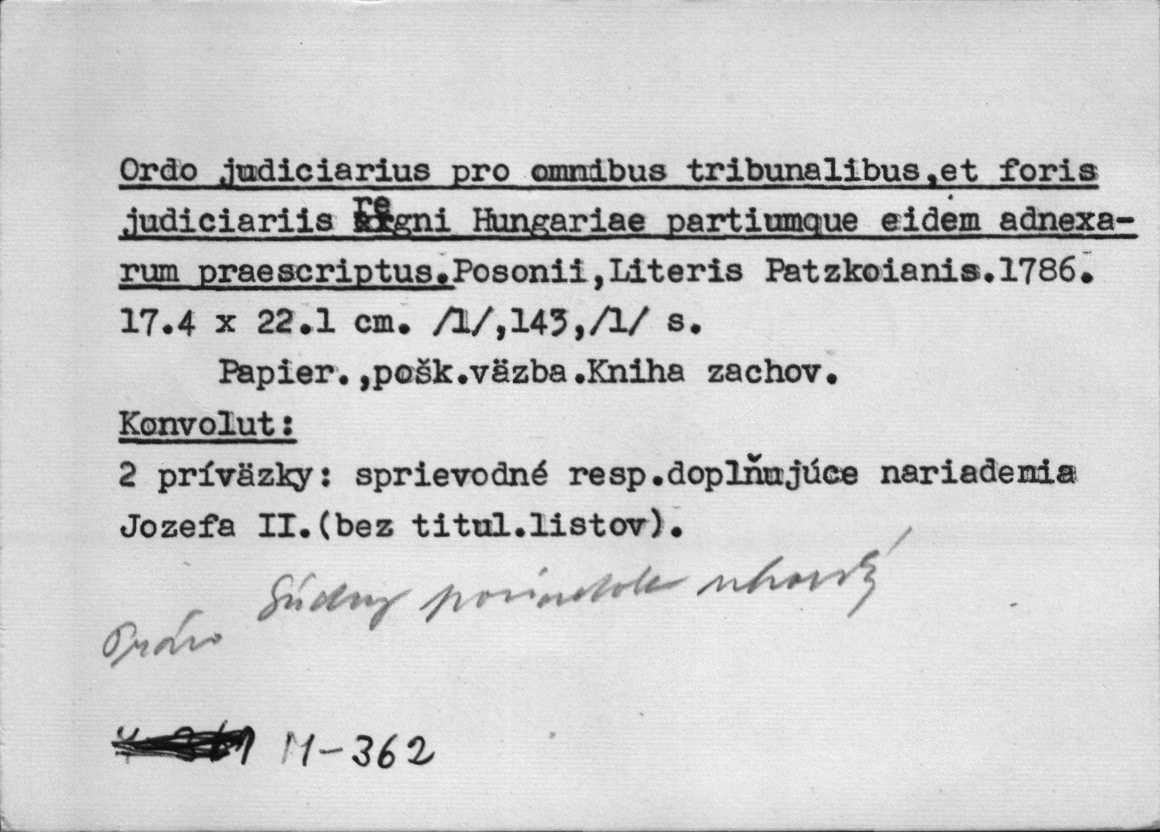 Ordo judiciarius pro omnibus tribunalibus,et foris
judiciariis regni Hungariae partiumque eidem adnexa-
rum praescriptus.Posonii,Literis Patzkoianis.1786.
17.4 x 22.1 cm. /1/,143,/1/ s.
Papier.,pošk.väzba.Kniha zachov.
Konvolut:
2 príväzky: sprievodné resp.doplňujúce nariadenia
Jozefa II.(bez titul.listov).
Súdny poriadok uhorský
Právo
M-362